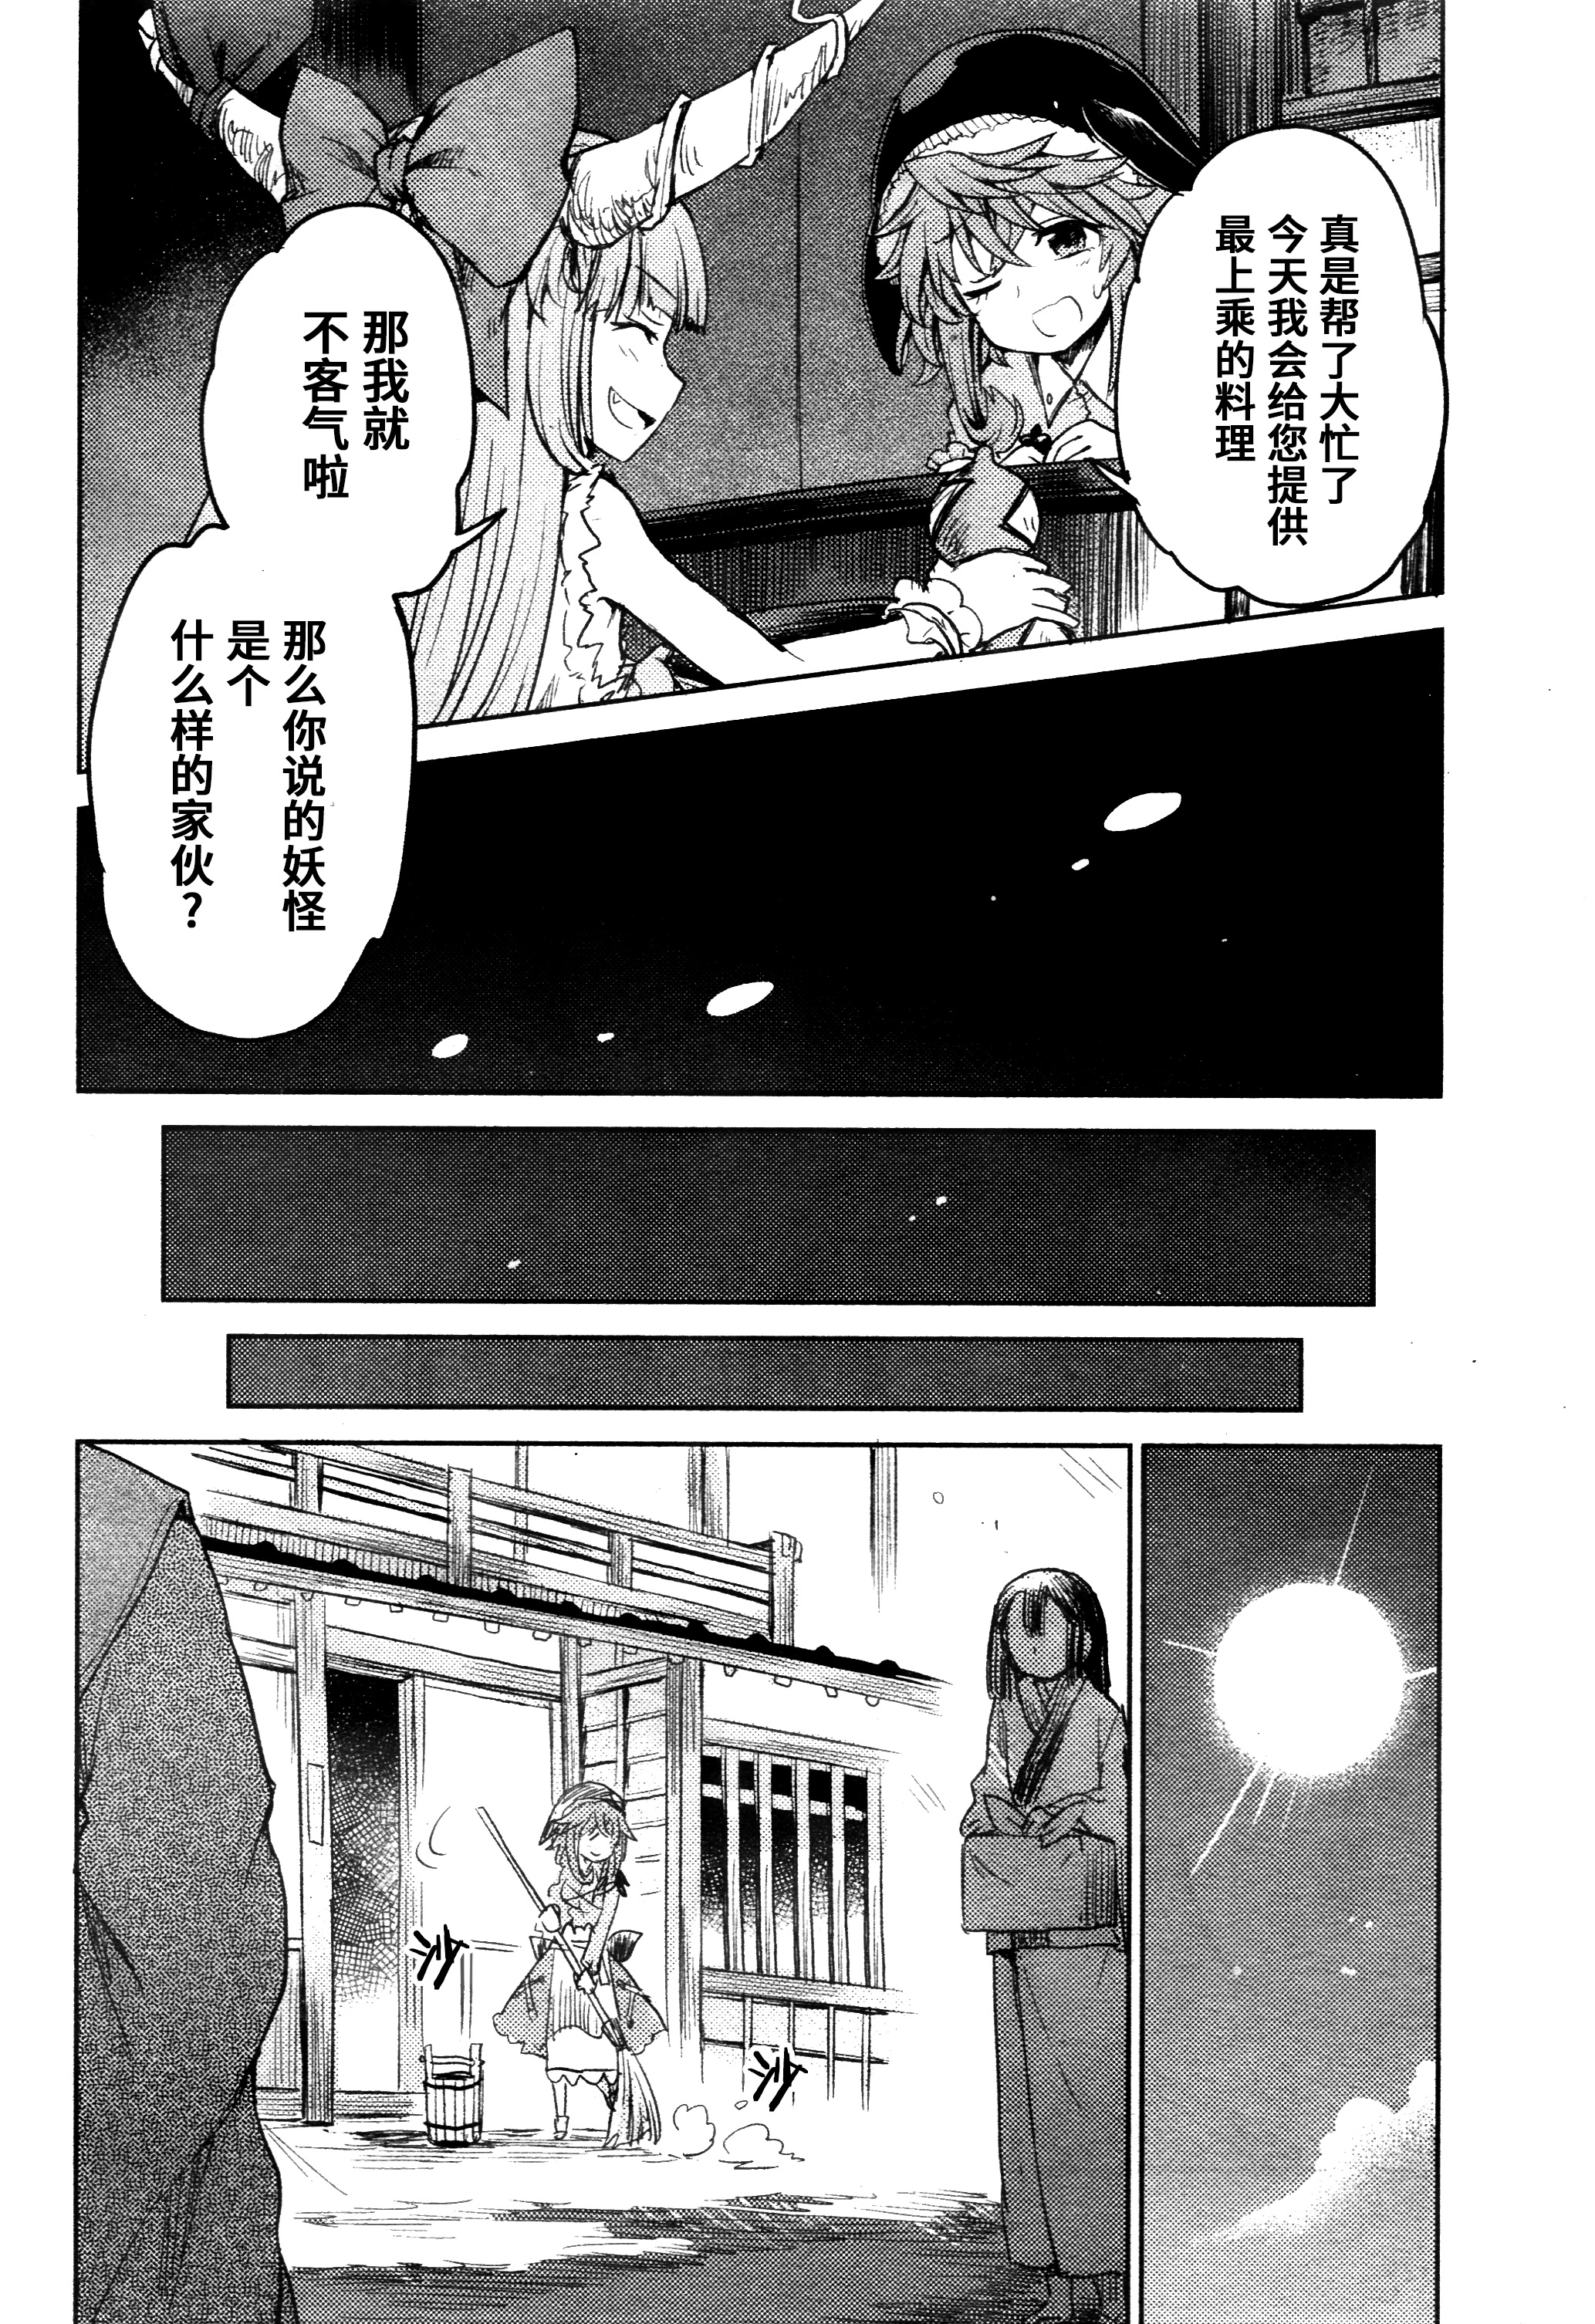 真是帮了大忙了
今天我会给您提供
最上乘的料理
那我就
不客气啦
那么你说的妖怪
是个
什么样的家伙?